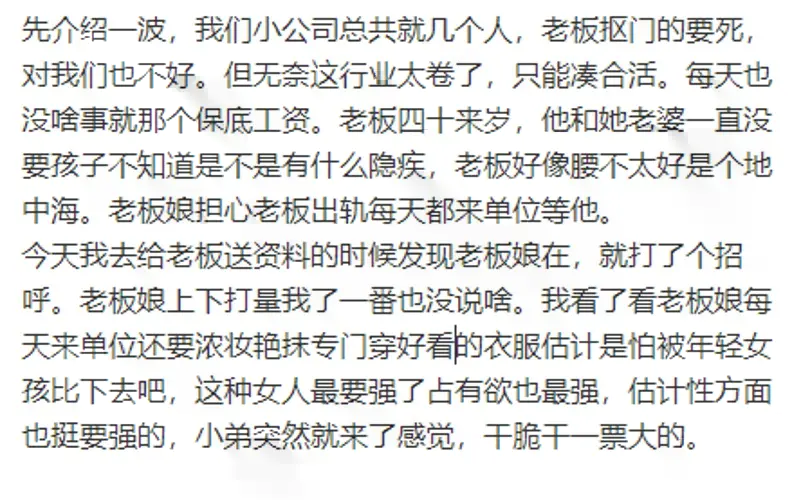 先介绍一波，我们小公司总共就几个人，老板抠门的要死，
对我们也不好。但无奈这行业太卷了，只能凑合活。每天也
没啥事就那个保底工资。老板四十来岁，他和她老婆一直没
要孩子不知道是不是有什么隐疾，老板好像腰不太好是个地
中海。老板娘担心老板出轨每天都来单位等他。
今天我去给老板送资料的时候发现老板娘在，就打了个招
呼。老板娘上下打量我了一番也没说啥。我看了看老板娘每
天来单位还要浓妆艳抹专门穿好看的衣服估计是怕被年轻女
孩比下去吧，这种女人最要强了占有欲也最强，估计性方面
也挺要强的，小弟突然就来了感觉，干脆干一票大的。